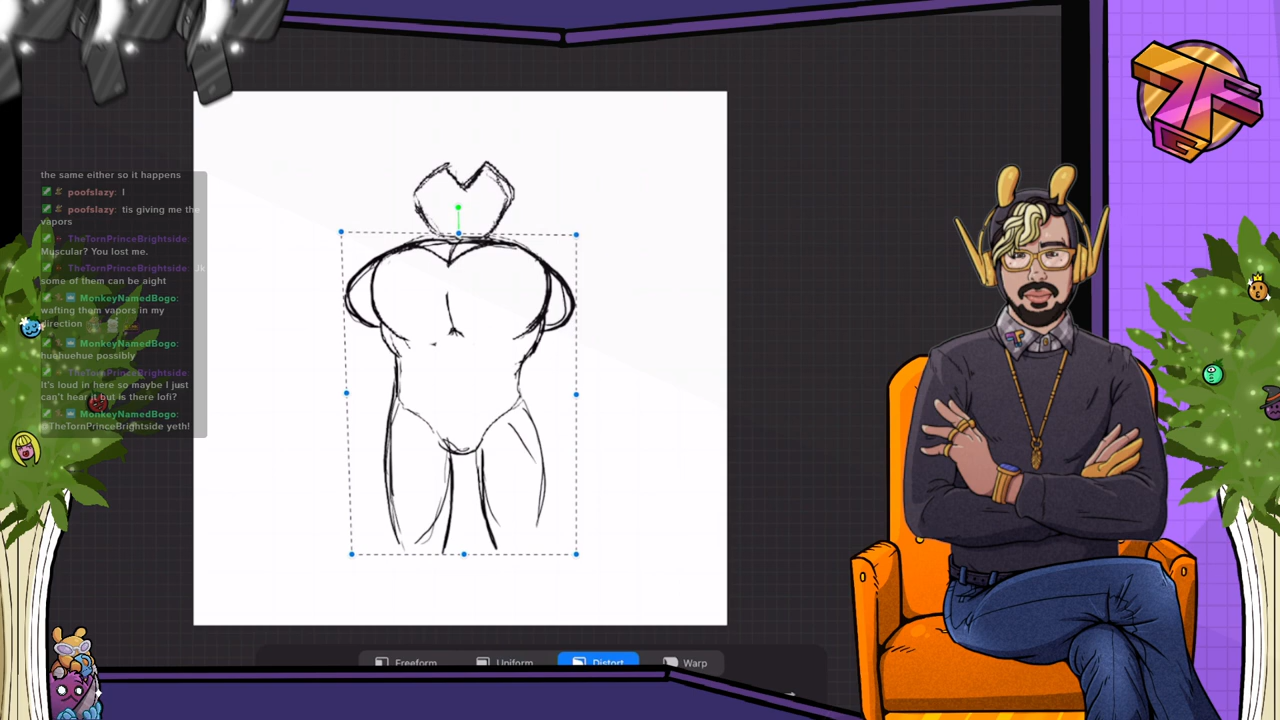 the same either so it happens
poofslazy: I
poofslazy: tis giving me the
vapors
TheTornPrinceBrightside:
Muscular? You lost me.
TheTornPrinceBrightside: Jk
some of them can be aight
MonkeyNamedBogo:
wafting them vapors in my
direction
MonkeyNamedBogo:
huehuehue possibly
TheTornPrinceBrightside:
It's loud in here so maybe I just
can't hear it but is there lofi?
MonkeyNamedBogo:
@TheTornPrinceBrightside yeth!
Freeform Uniform Distort Warp